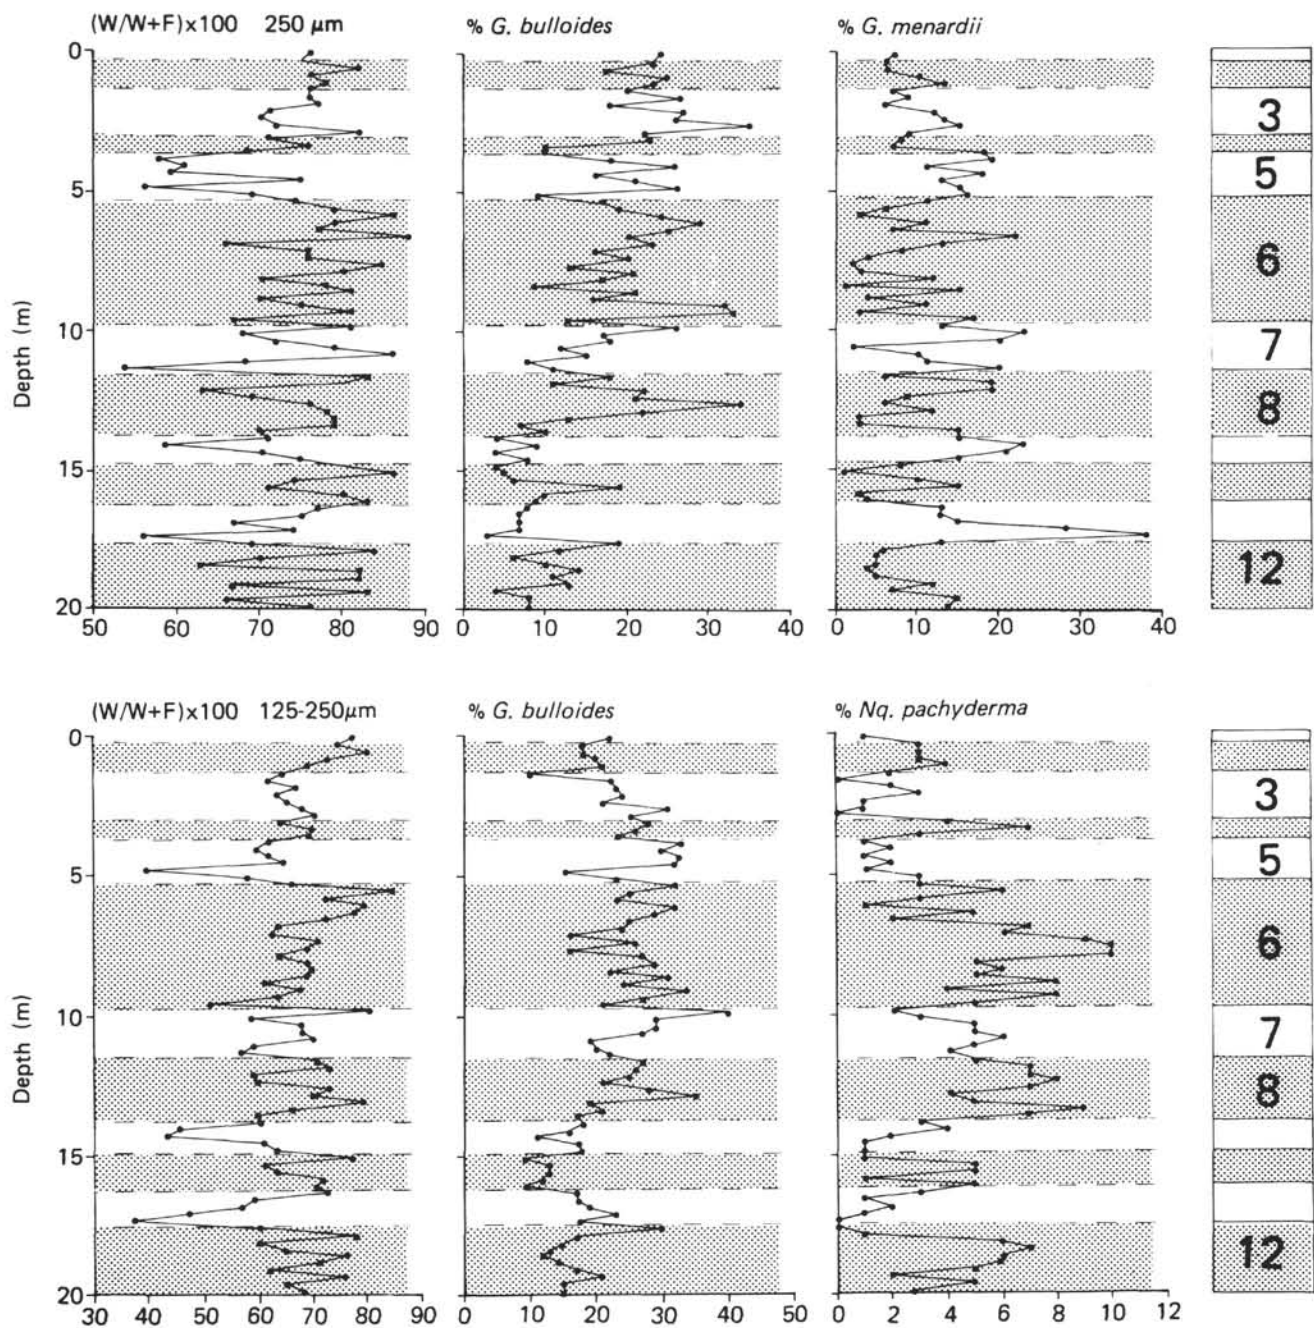 (W/W+F)x100 250 µm
% G. bulloides
% G. menardii
0
5
10
15
20
Depth (m)
50 60 70 80 90
0 10 20 30 40
0 10 20 30 40
3
5
6
7
8
12
(W/W+F)x100 125-250µm
% G. bulloides
% Nq. pachyderma
0
5
10
15
20
Depth (m)
30 40 50 60 70 80 90
0 10 20 30 40 50
0 2 4 6 8 10 12
3
5
6
7
8
12